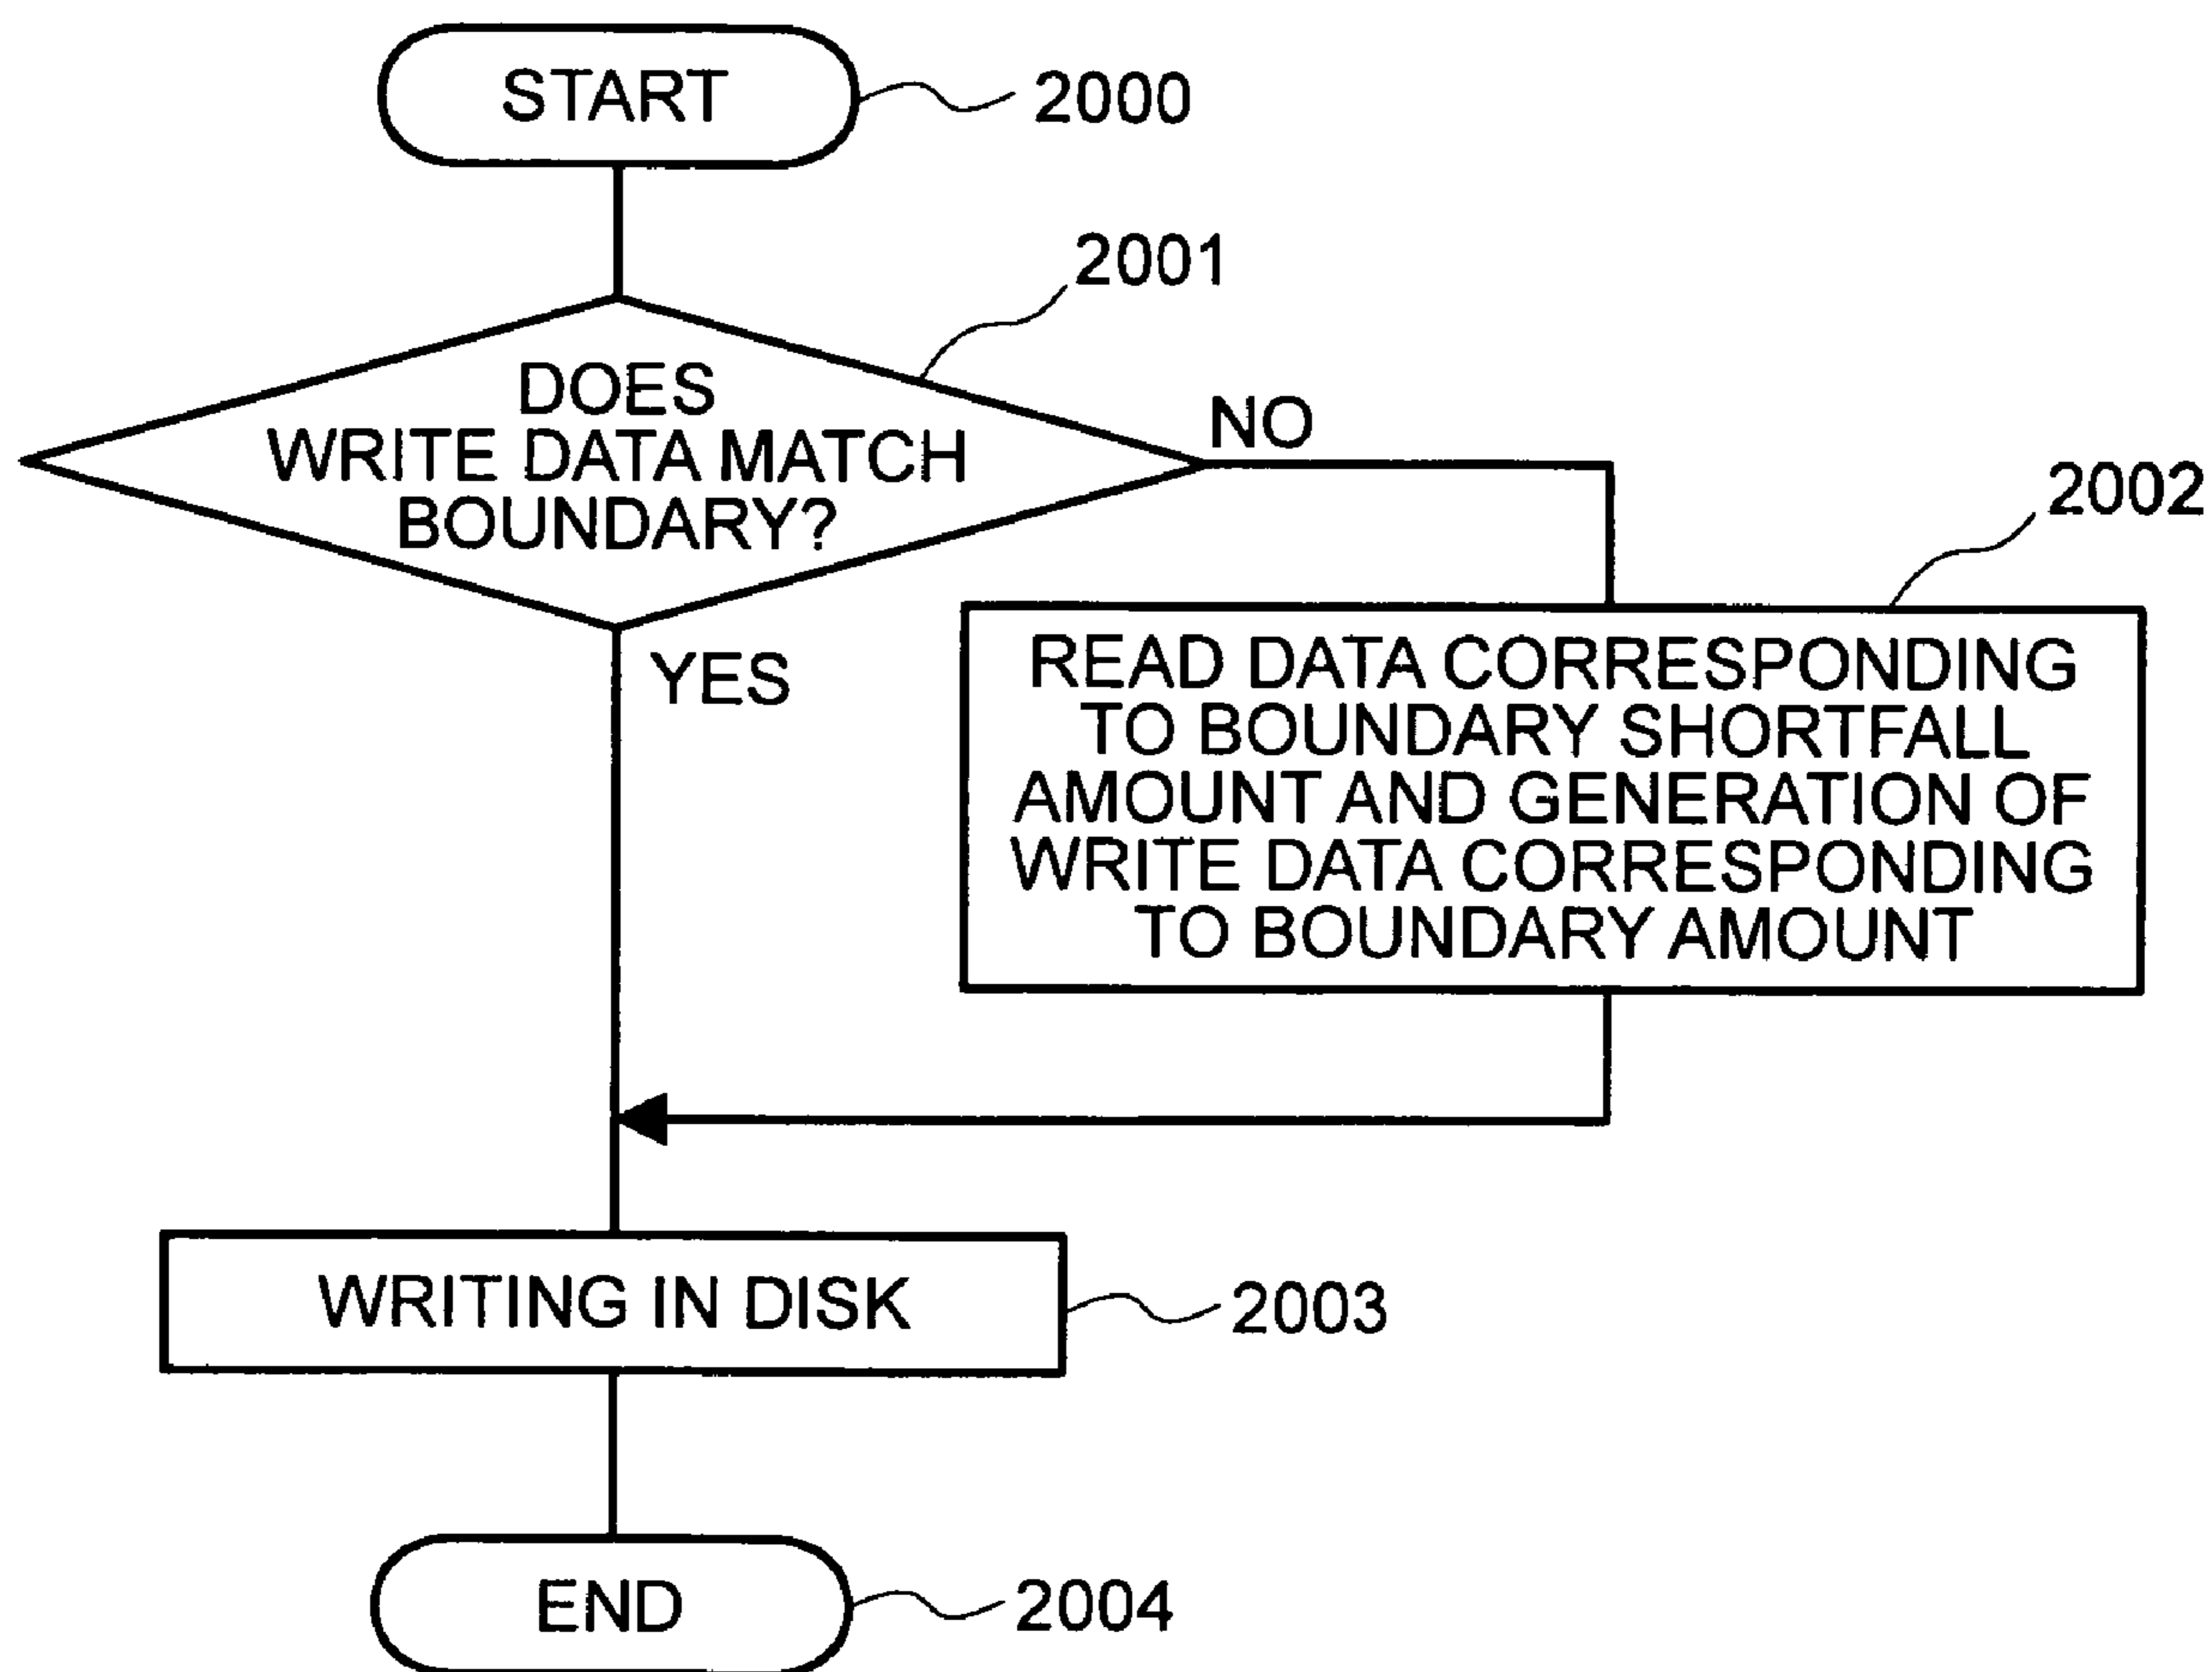 START
2000
2001
DOES
WRITE DATA MATCH
BOUNDARY?
NO
2002
YES
READ DATA CORRESPONDING
TO BOUNDARY SHORTFALL
AMOUNT AND GENERATION OF
WRITE DATA CORRESPONDING
TO BOUNDARY AMOUNT
WRITING IN DISK
2003
END
2004